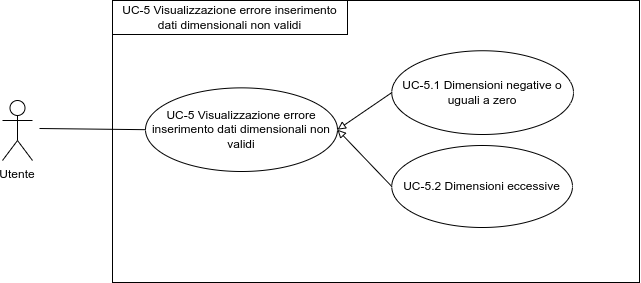 UC-5 Visualizzazione errore inserimento
dati dimensionali non validi
UC-5.1 Dimensioni negative o
uguali a zero
UC-5 Visualizzazione errore
inserimento dati dimensionali non
validi
Utente
UC-5.2 Dimensioni eccessive